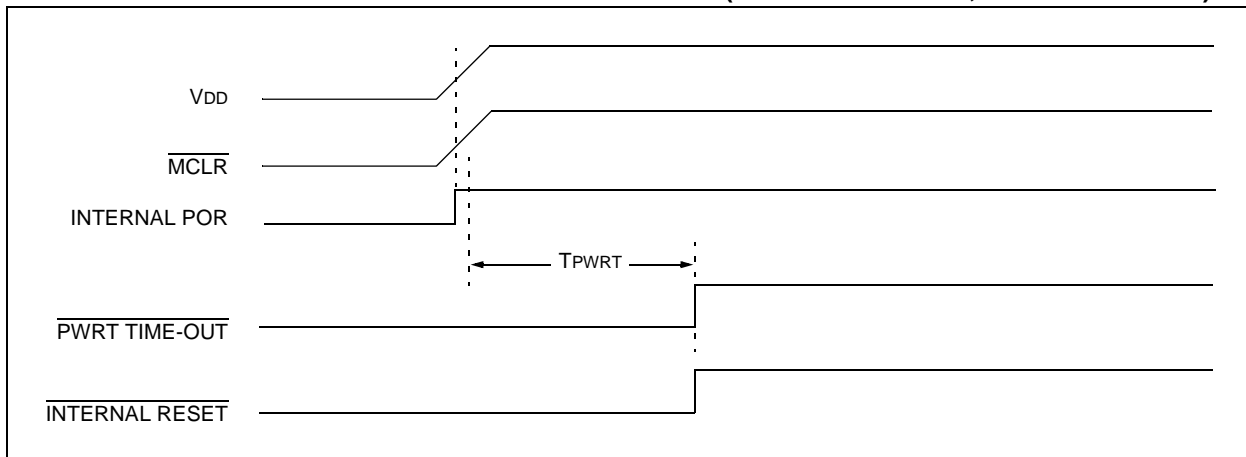 VDD
MCLR
INTERNAL POR
TPWRT
PWRT TIME-OUT
INTERNAL RESET